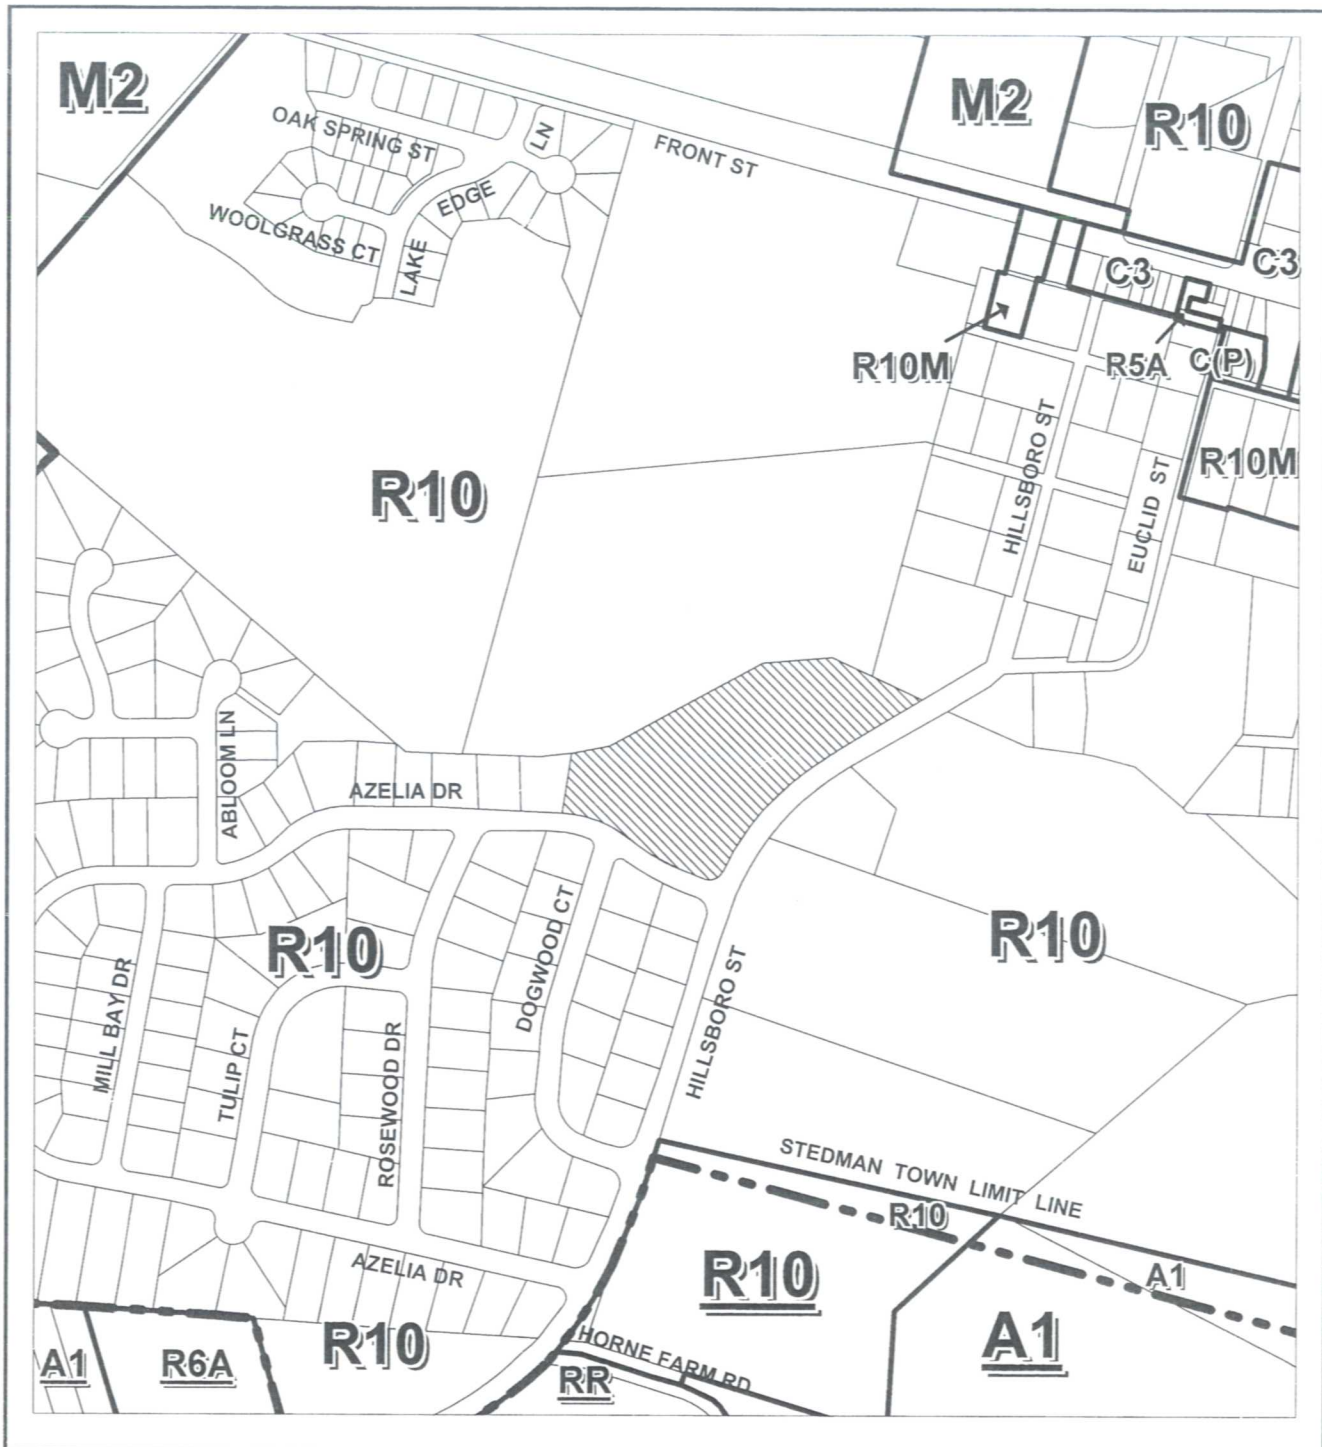 M2
M2
R10
OAK SPRING ST
LN
FRONT ST
EDGE
WOOLGRASS CT
LAKE
C3
C3
R10M
R5A
C(P)
HILLSBORO ST
EUCLID ST
R10M
R10
ABLOOM LN
AZELIA DR
R10
DOGWOOD CT
R10
MILL BAY DR
TULIP CT
ROSEWOOD DR
HILLSBORO ST
STEDMAN TOWN LIMIT LINE
R10
AZELIA DR
R10
A1
R10
A1
HORNE FARM RD
A1
R6A
RR